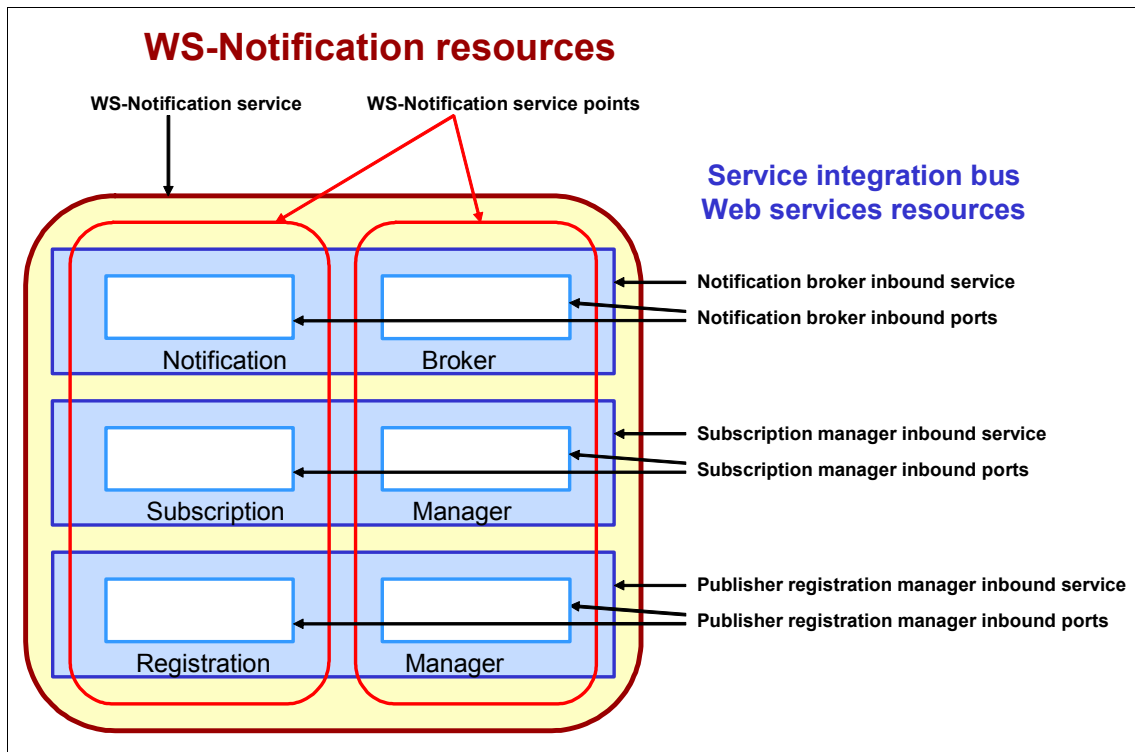 WS-Notification resources
WS-Notification service
WS-Notification service points
Service integration bus
Web services resources
Notification broker inbound service
Notification broker inbound ports
Notification Broker
Subscription manager inbound service
Subscription manager inbound ports
Subscription Manager
Publisher registration manager inbound service
Publisher registration manager inbound ports
Registration Manager